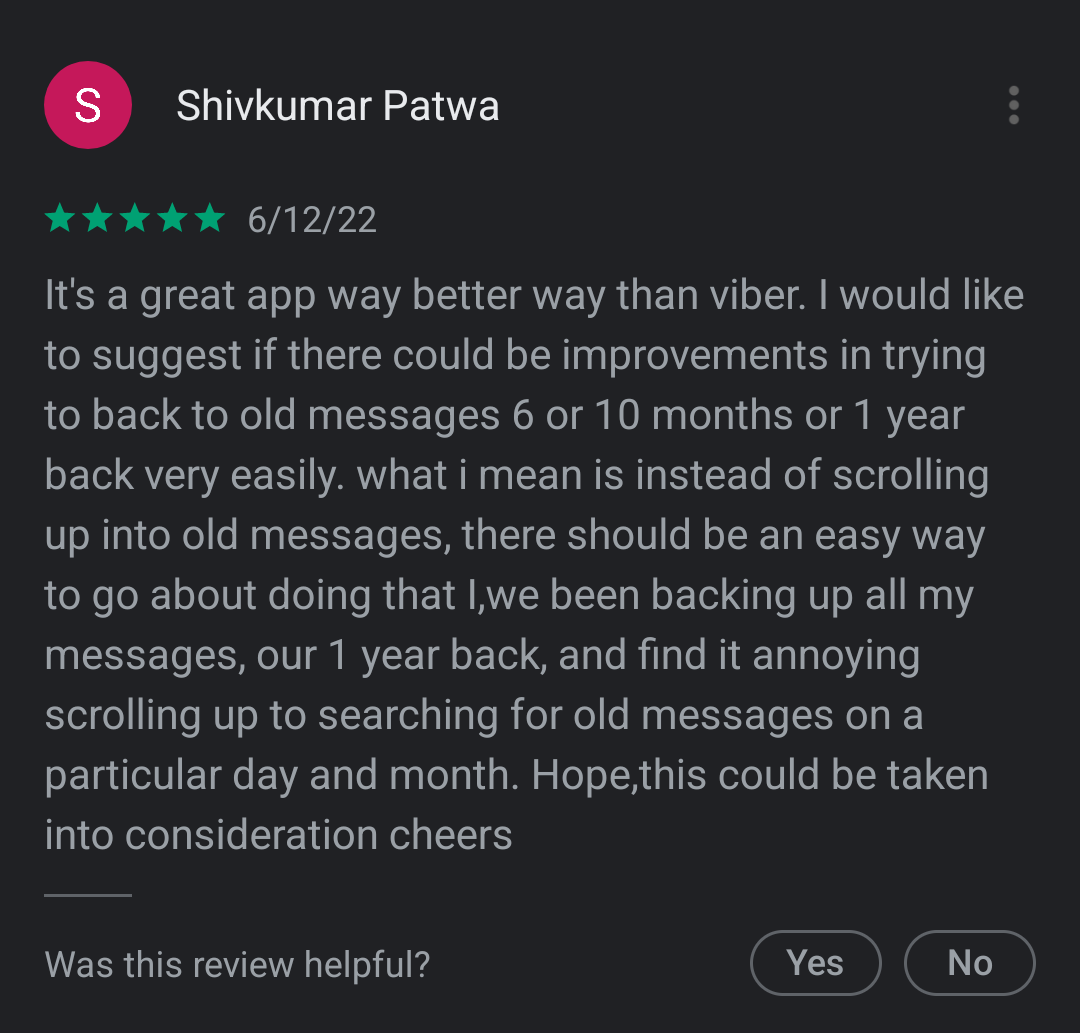 S
Shivkumar Patwa
6/12/22
It's a great app way better way than viber. I would like
to suggest if there could be improvements in trying
to back to old messages 6 or 10 months or 1 year
back very easily. what i mean is instead of scrolling
up into old messages, there should be an easy way
to go about doing that I,we been backing up all my
messages, our 1 year back, and find it annoying
scrolling up to searching for old messages on a
particular day and month. Hope,this could be taken
into consideration cheers
Was this review helpful?
Yes
No